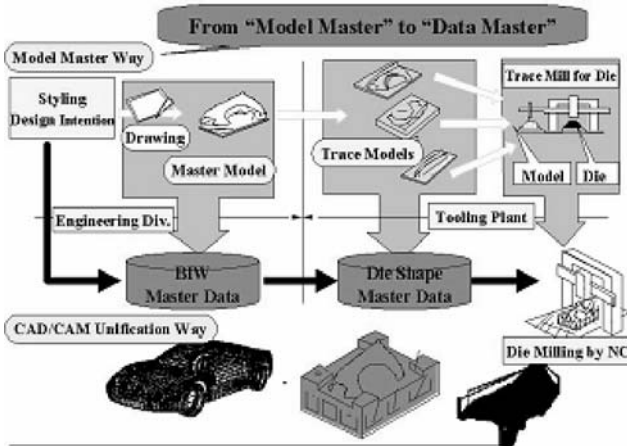 From "Model Master" to "Data Master"
Model Master Way
Styling
Design Intention
Drawing
Master Model
Trace Models
Trace Mill for Die
Model
Die
Engineering Div.
Tooling Plant
BIW
Master Data
Die Shape
Master Data
CAD/CAM Unification Way
Die Milling by NC